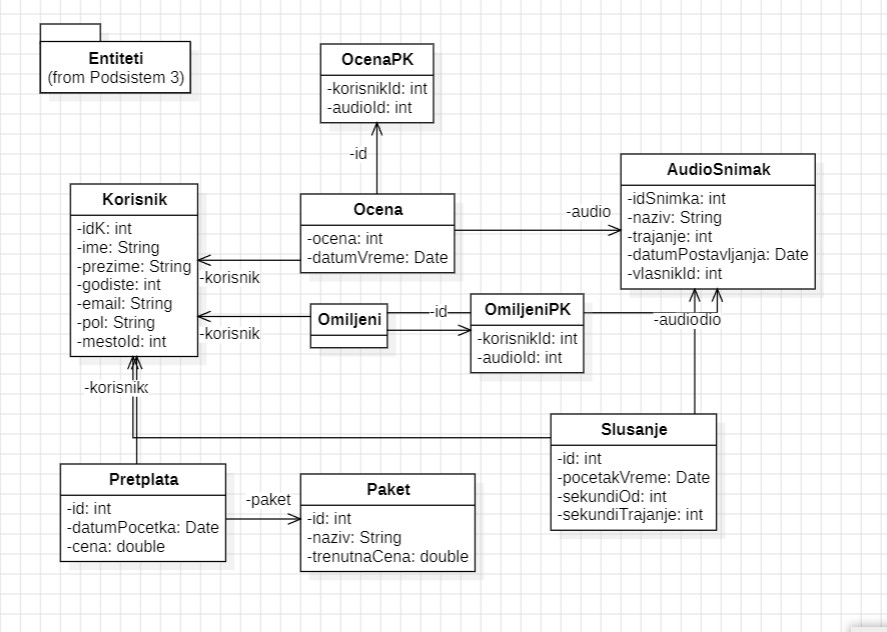 Entiteti
(from Podsistem 3)
OcenaPK
-korisnikId: int
-audioId: int
-id
AudioSnimak
-idSnimka: int
-naziv: String
-trajanje: int
-datumPostavljanja: Date
-vlasnikId: int
Korisnik
-idK: int
-ime: String
-prezime: String
-godiste: int
-email: String
-pol: String
-mestoId: int
Ocena
-ocena: int
-datumVreme: Date
-audio
-korisnik
Omiljeni
-korisnik
-id
OmiljeniPK
-korisnikId: int
-audioId: int
-audio
-korisnik
Slusanje
-id: int
-pocetakVreme: Date
-sekundiOd: int
-sekundiTrajanje: int
Pretplata
-id: int
-datumPocetka: Date
-cena: double
-paket
Paket
-id: int
-naziv: String
-trenutnaCena: double